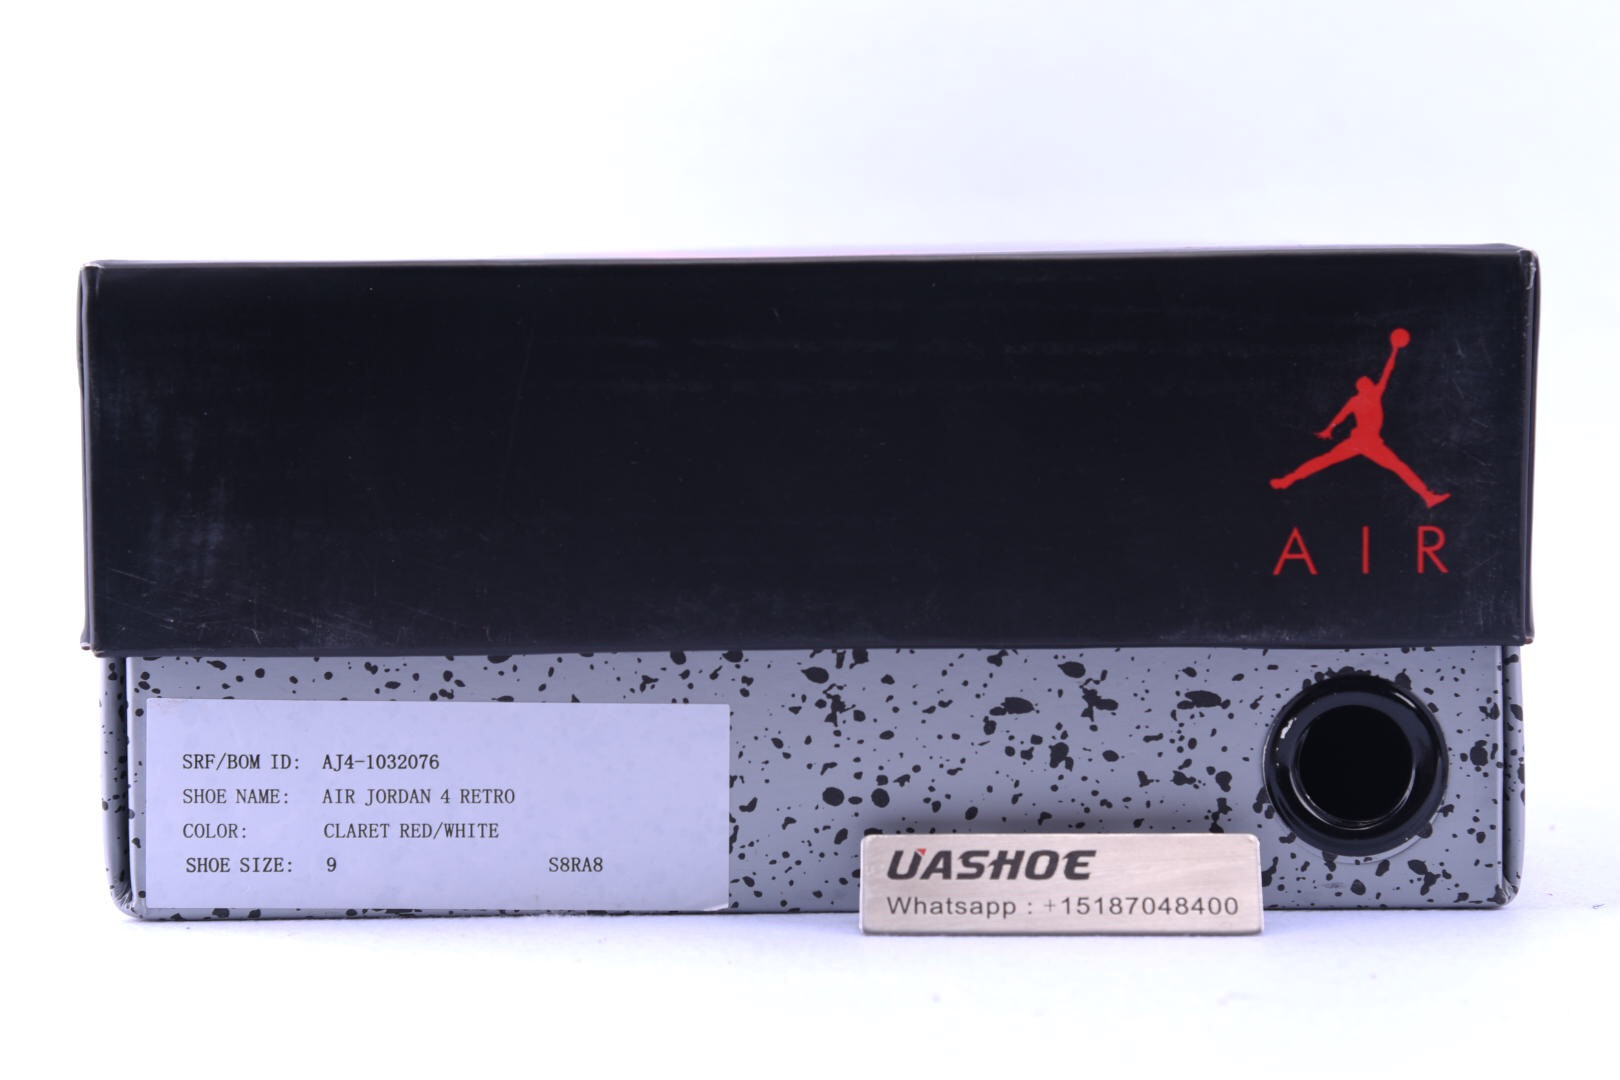 AIR
SRF/BOM ID: AJ4-1032076
SHOE NAME: AIR JORDAN 4 RETRO
COLOR: CLARET RED/WHITE
SHOE SIZE: 9 S8RA8
UASHOE
Whatsapp : +15187048400